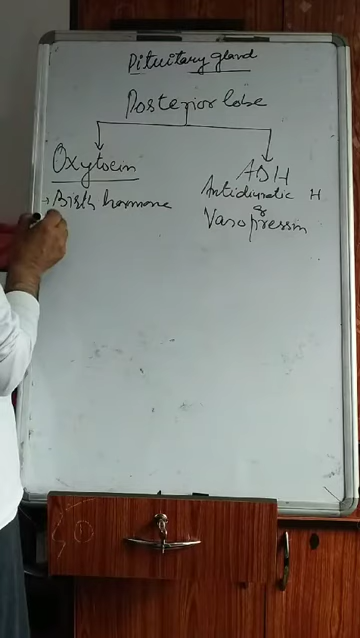 Pituitary gland
Posterior lobe
Oxytocin
→ Birth hormone
ADH
Antidiuretic H
or
Vasopressin